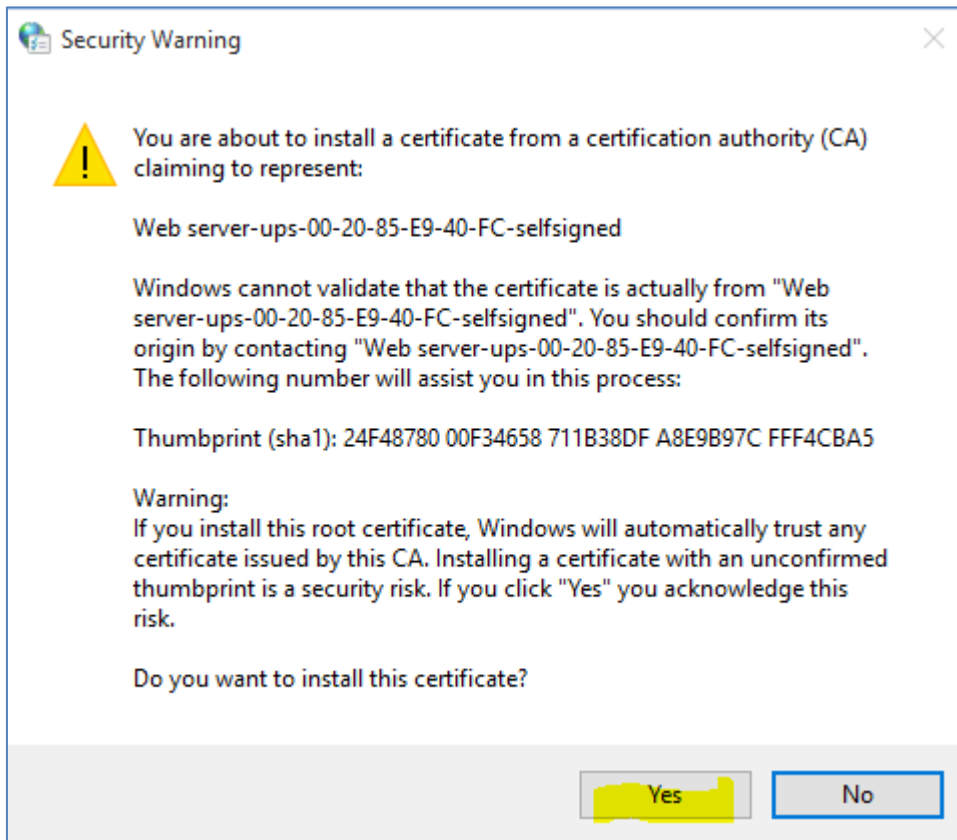 Security Warning
You are about to install a certificate from a certification authority (CA)
claiming to represent:
Web server-ups-00-20-85-E9-40-FC-selfsigned
Windows cannot validate that the certificate is actually from "Web
server-ups-00-20-85-E9-40-FC-selfsigned". You should confirm its
origin by contacting "Web server-ups-00-20-85-E9-40-FC-selfsigned".
The following number will assist you in this process:
Thumbprint (sha1): 24F48780 00F34658 711B38DF A8E9B97C FFF4CBA5
Warning:
If you install this root certificate, Windows will automatically trust any
certificate issued by this CA. Installing a certificate with an unconfirmed
thumbprint is a security risk. If you click "Yes" you acknowledge this
risk.
Do you want to install this certificate?
Yes No